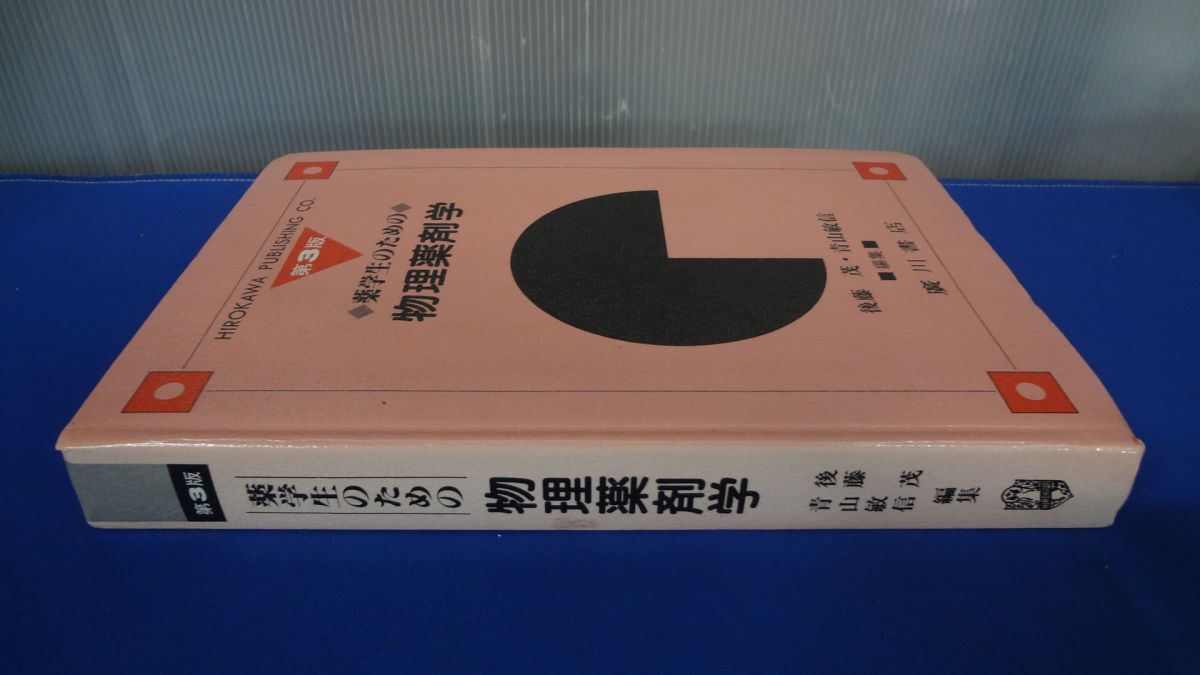 HIROKAWA PUBLISHING CO.
第3版
◆薬学生のための◆
物理薬剤学
後藤 茂・青山敏信
■編集■
廣川書店
第3版
薬学生のための
物理薬剤学
後藤 茂
青山敏信
編集